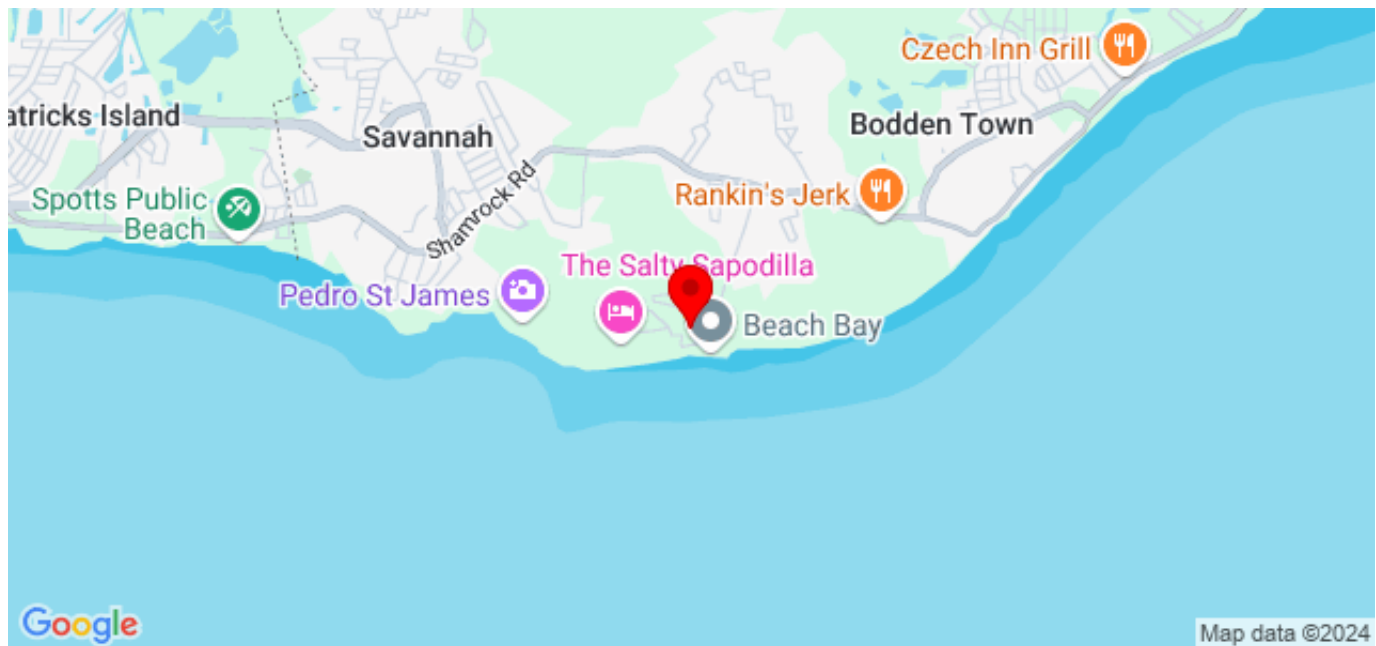 Czech Inn Grill
atricks Island
Savannah
Bodden Town
Shamrock Rd
Rankin's Jerk
Spotts Public
Beach
The Salty Sapodilla
Pedro St James
Beach Bay
Google
Map data ©2024